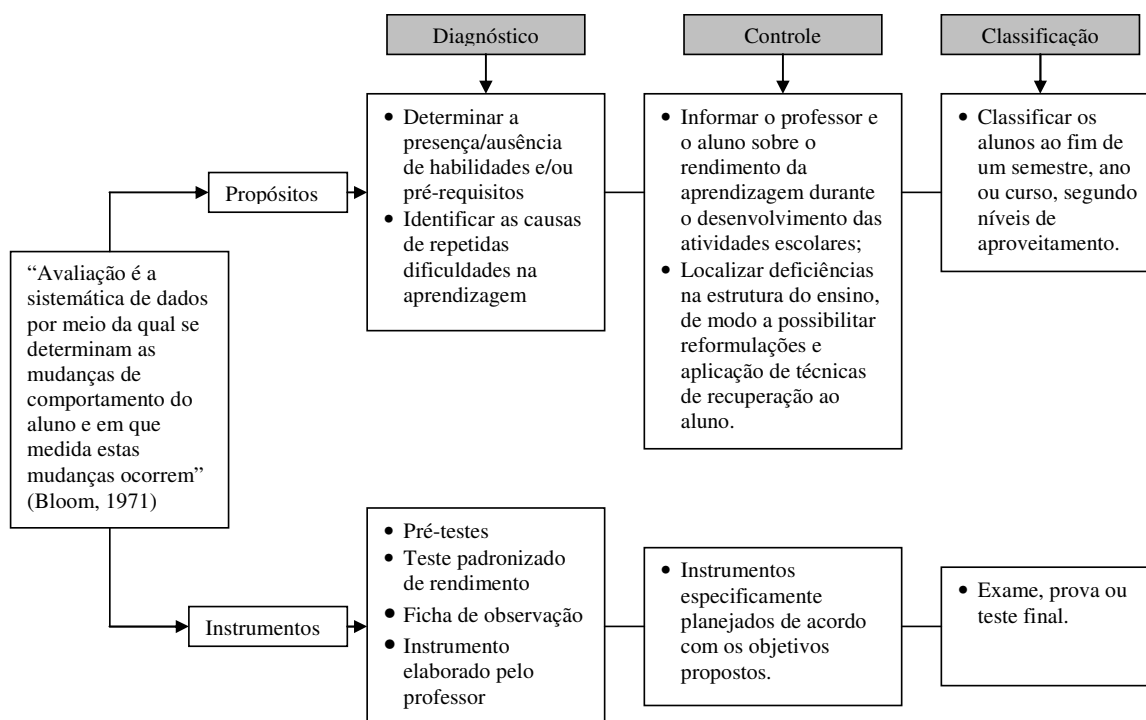 Diagnóstico
Controle
Classificação
• Determinar a
presença/ausência
de habilidades e/ou
pré-requisitos
• Identificar as causas
de repetidas
dificuldades na
aprendizagem
• Informar o professor e
o aluno sobre o
rendimento da
aprendizagem durante
o desenvolvimento das
atividades escolares;
• Localizar deficiências
na estrutura do ensino,
de modo a possibilitar
reformulações e
aplicação de técnicas
de recuperação ao
aluno.
• Classificar os
alunos ao fim de
um semestre, ano
ou curso, segundo
níveis de
aproveitamento.
Propósitos
“Avaliação é a
sistemática de dados
por meio da qual se
determinam as
mudanças de
comportamento do
aluno e em que
medida estas
mudanças ocorrem”
(Bloom, 1971)
Instrumentos
• Pré-testes
• Teste padronizado
de rendimento
• Ficha de observação
• Instrumento
elaborado pelo
professor
• Instrumentos
especificamente
planejados de acordo
com os objetivos
propostos.
• Exame, prova ou
teste final.